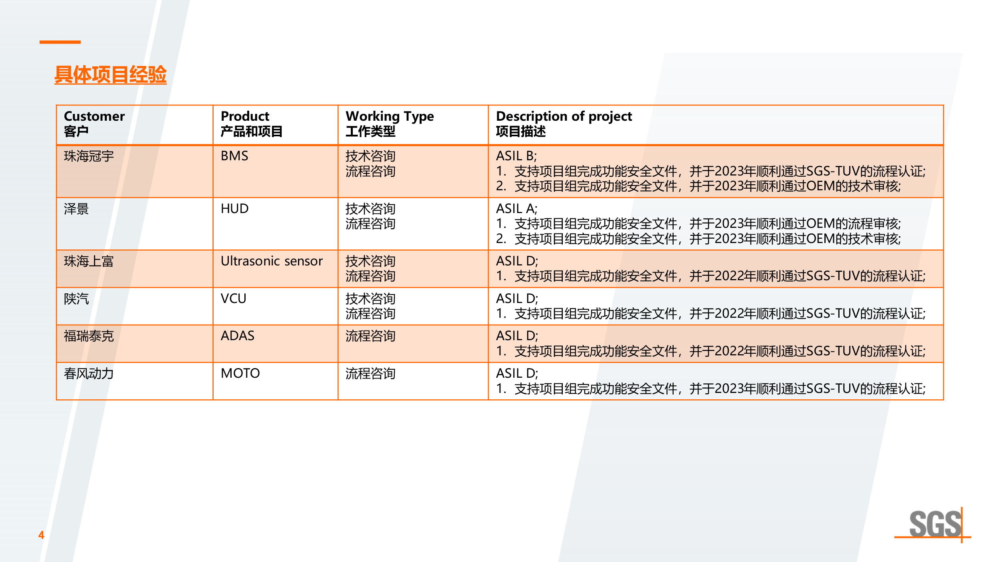 具体项目经验
Customer
客户
Product
产品和项目
Working Type
工作类型
Description of project
项目描述
珠海冠宇
BMS
技术咨询
流程咨询
ASIL B;
1. 支持项目组完成功能安全文件，并于2023年顺利通过SGS-TUV的流程认证;
2. 支持项目组完成功能安全文件，并于2023年顺利通过OEM的技术审核;
泽景
HUD
技术咨询
流程咨询
ASIL A;
1. 支持项目组完成功能安全文件，并于2023年顺利通过OEM的流程审核;
2. 支持项目组完成功能安全文件，并于2023年顺利通过OEM的技术审核;
珠海上富
Ultrasonic sensor
技术咨询
流程咨询
ASIL D;
1. 支持项目组完成功能安全文件，并于2022年顺利通过SGS-TUV的流程认证;
陕汽
VCU
技术咨询
流程咨询
ASIL D;
1. 支持项目组完成功能安全文件，并于2022年顺利通过SGS-TUV的流程认证;
福瑞泰克
ADAS
流程咨询
ASIL D;
1. 支持项目组完成功能安全文件，并于2022年顺利通过SGS-TUV的流程认证;
春风动力
MOTO
流程咨询
ASIL D;
1. 支持项目组完成功能安全文件，并于2023年顺利通过SGS-TUV的流程认证;
4
SGS